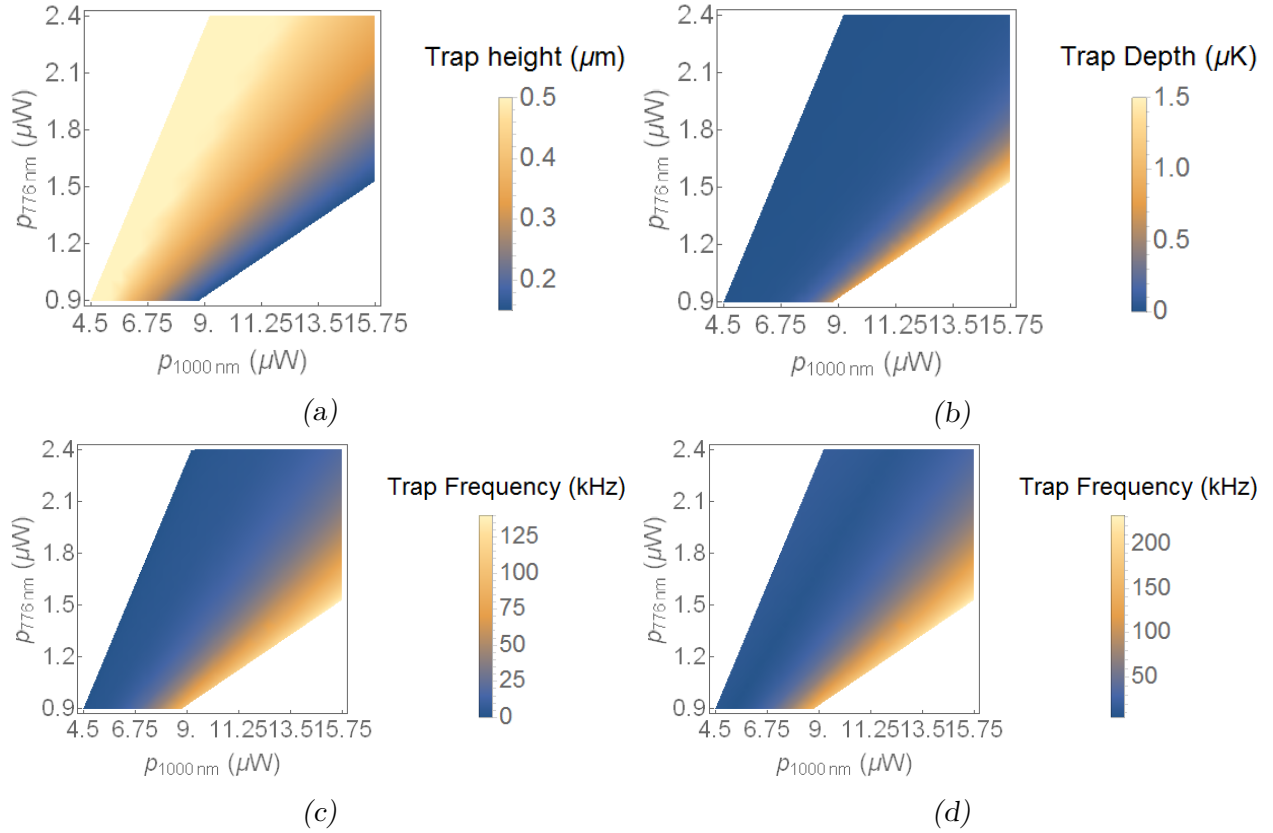 2.4
2.1
1.8
1.5
1.2
0.9
p776 nm (µW)
4.5 6.75 9. 11.25 13.5 15.75
p1000 nm (µW)
Trap height (µm)
0.5
0.4
0.3
0.2
(a)
2.4
2.1
1.8
1.5
1.2
0.9
p776 nm (µW)
4.5 6.75 9. 11.25 13.5 15.75
p1000 nm (µW)
Trap Depth (µK)
1.5
1.0
0.5
0
(b)
2.4
2.1
1.8
1.5
1.2
0.9
p776 nm (µW)
4.5 6.75 9. 11.25 13.5 15.75
p1000 nm (µW)
Trap Frequency (kHz)
125
100
75
50
25
0
(c)
2.4
2.1
1.8
1.5
1.2
0.9
p776 nm (µW)
4.5 6.75 9. 11.25 13.5 15.75
p1000 nm (µW)
Trap Frequency (kHz)
200
150
100
50
(d)